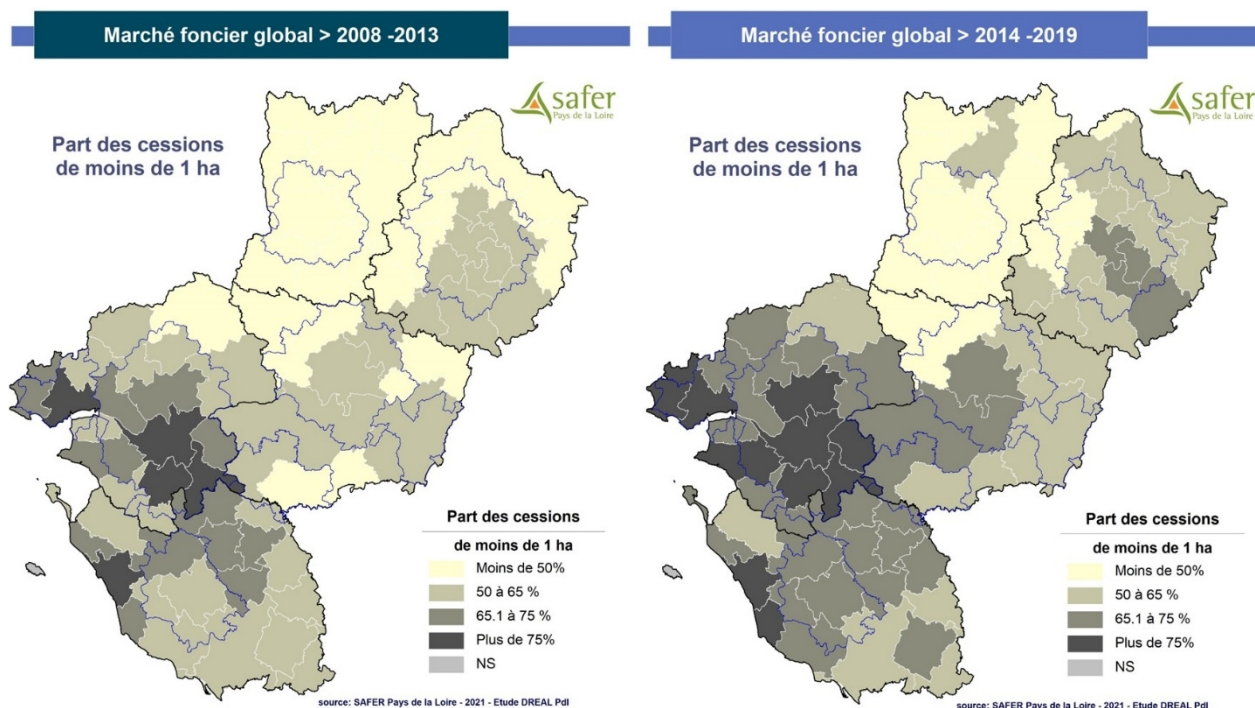 Marché foncier global > 2008 -2013
safer
Pays de la Loire
Part des cessions
de moins de 1 ha
Part des cessions
de moins de 1 ha
Moins de 50%
50 à 65 %
65.1 à 75 %
Plus de 75%
NS
source: SAFER Pays de la Loire - 2021 - Etude DREAL Pdl
Marché foncier global > 2014 -2019
safer
Pays de la Loire
Part des cessions
de moins de 1 ha
Part des cessions
de moins de 1 ha
Moins de 50%
50 à 65 %
65.1 à 75 %
Plus de 75%
NS
source: SAFER Pays de la Loire - 2021 - Etude DREAL Pdl